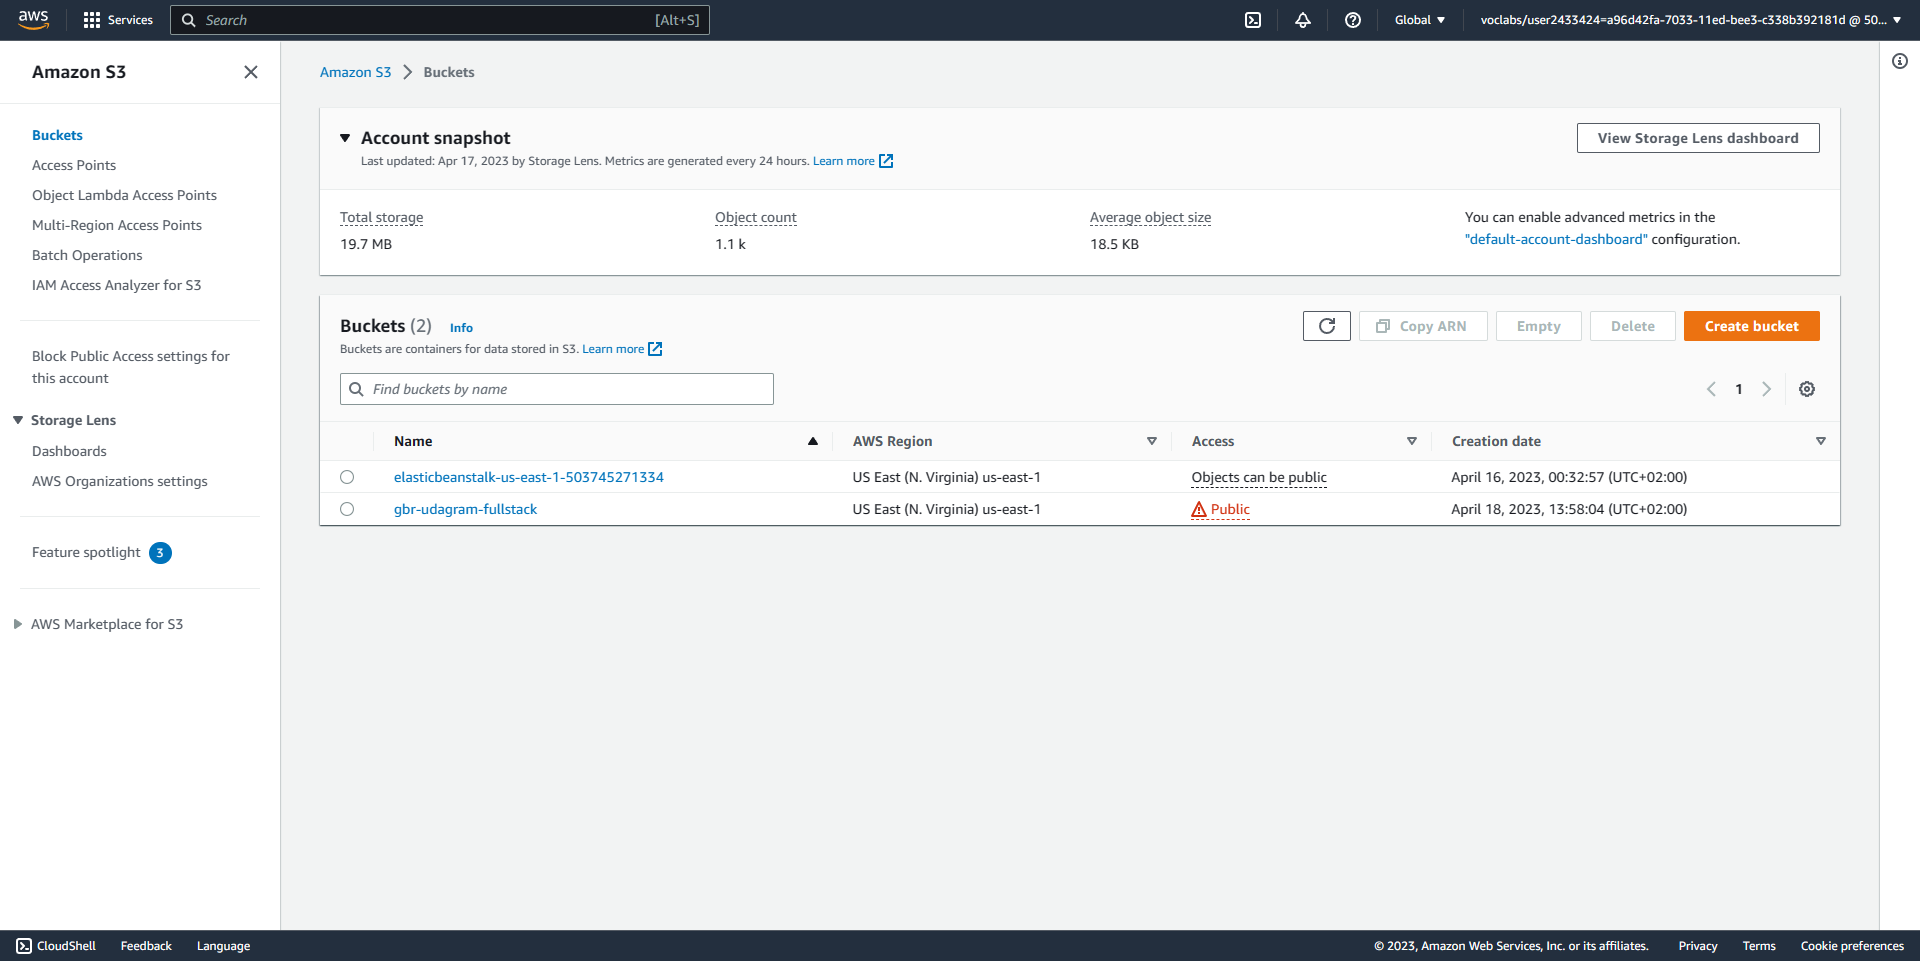 aws
Services
Search
[Alt+S]
Global
voclabs/user2433424=a96d42fa-7033-11ed-bee3-c338b392181d @ 50...
Amazon S3
Buckets
Access Points
Object Lambda Access Points
Multi-Region Access Points
Batch Operations
IAM Access Analyzer for S3
Block Public Access settings for
this account
Storage Lens
Dashboards
AWS Organizations settings
Feature spotlight 3
AWS Marketplace for S3
Amazon S3 Buckets
Account snapshot
Last updated: Apr 17, 2023 by Storage Lens. Metrics are generated every 24 hours. Learn more
View Storage Lens dashboard
Total storage
19.7 MB
Object count
1.1 k
Average object size
18.5 KB
You can enable advanced metrics in the
"default-account-dashboard" configuration.
Buckets (2) Info
Buckets are containers for data stored in S3. Learn more
Copy ARN
Empty
Delete
Create bucket
Find buckets by name
1
Name AWS Region Access Creation date
elasticbeanstalk-us-east-1-503745271334 US East (N. Virginia) us-east-1 Objects can be public April 16, 2023, 00:32:57 (UTC+02:00)
gbr-udagram-fullstack US East (N. Virginia) us-east-1 Public April 18, 2023, 13:58:04 (UTC+02:00)
CloudShell Feedback Language
© 2023, Amazon Web Services, Inc. or its affiliates. Privacy Terms Cookie preferences